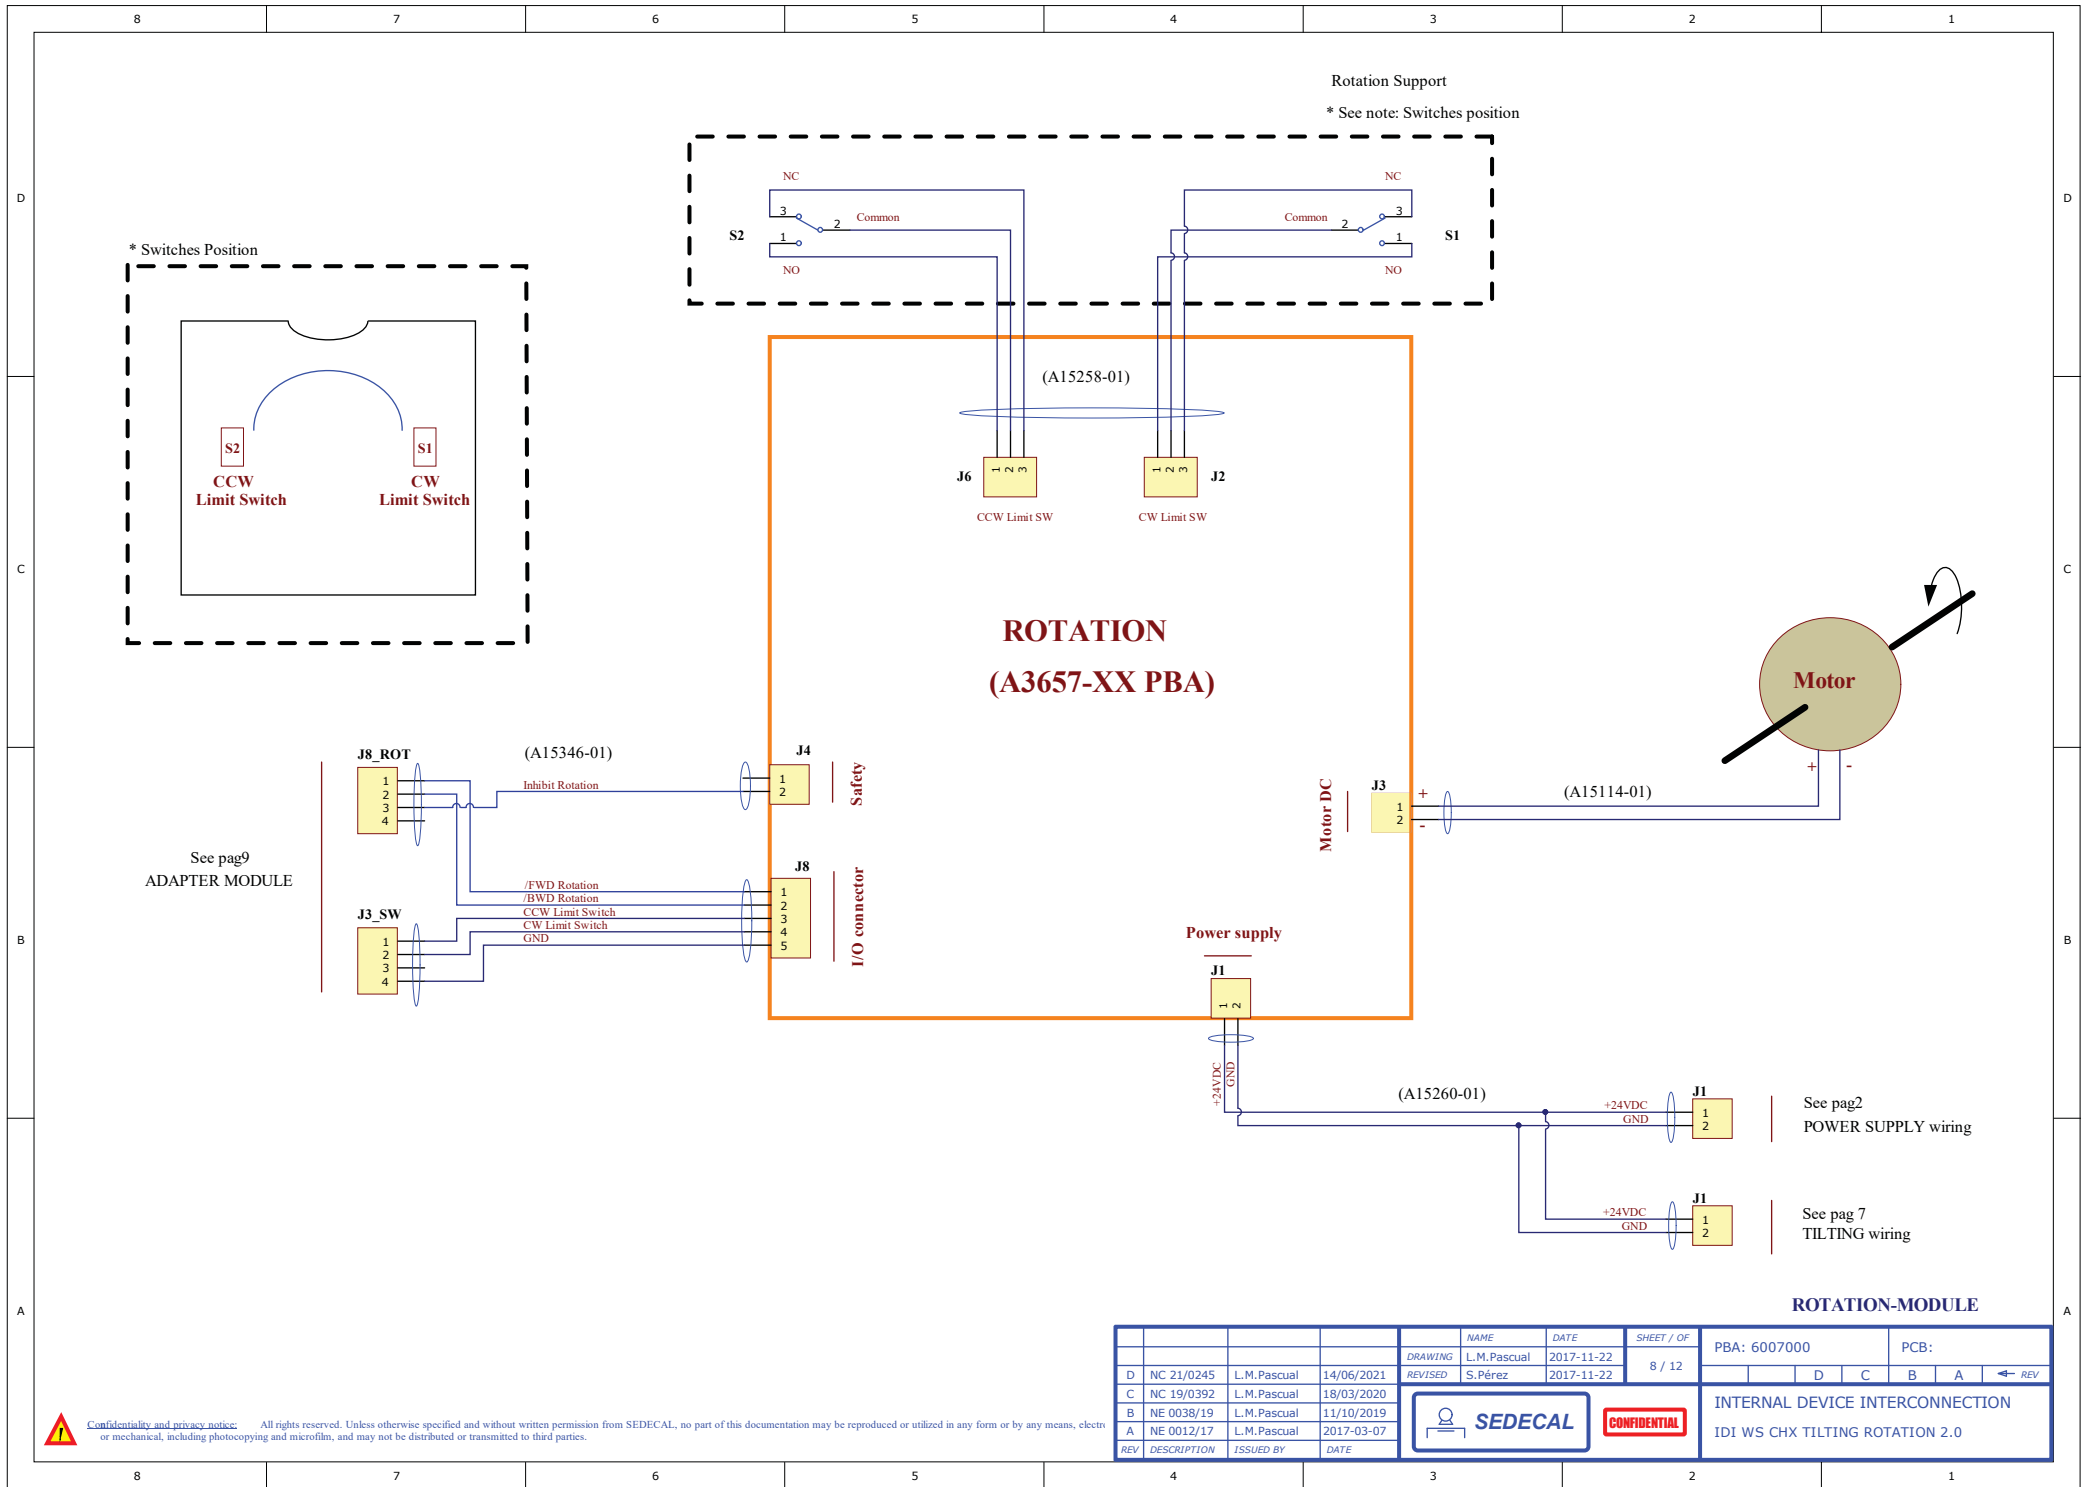 8 7 6 5 4 3 2 1
Rotation Support
* See note: Switches position
D
D
NC
NC
3
2
Common
Common
2
3
S2
1
1
S1
NO
NO
* Switches Position
S2
S1
CCW
Limit Switch
CW
Limit Switch
(A15258-01)
J6
1 2 3
1 2 3
J2
CCW Limit SW
CW Limit SW
C
C
ROTATION
(A3657-XX PBA)
Motor
+
-
J8_ROT
1
2
3
4
(A15346-01)
Inhibit Rotation
J4
1
2
Safety
Motor DC
J3
1
2
+
-
(A15114-01)
See pag9
ADAPTER MODULE
J8
1
2
3
4
5
I/O connector
/FWD Rotation
/BWD Rotation
CCW Limit Switch
CW Limit Switch
GND
J3_SW
1
2
3
4
B
B
Power supply
J1
1 2
+24VDC
GND
(A15260-01)
+24VDC
GND
J1
1
2
See pag2
POWER SUPPLY wiring
+24VDC
GND
J1
1
2
See pag 7
TILTING wiring
A
A
ROTATION-MODULE
NAME DATE SHEET / OF
DRAWING L.M.Pascual 2017-11-22 8 / 12
REVISED S.Pérez 2017-11-22
PBA: 6007000 PCB:
D C B A REV
D NC 21/0245 L.M.Pascual 14/06/2021
C NC 19/0392 L.M.Pascual 18/03/2020
B NE 0038/19 L.M.Pascual 11/10/2019
A NE 0012/17 L.M.Pascual 2017-03-07
REV DESCRIPTION ISSUED BY DATE
SEDECAL
CONFIDENTIAL
INTERNAL DEVICE INTERCONNECTION
IDI WS CHX TILTING ROTATION 2.0
Confidentiality and privacy notice: All rights reserved. Unless otherwise specified and without written permission from SEDECAL, no part of this documentation may be reproduced or utilized in any form or by any means, electro
or mechanical, including photocopying and microfilm, and may not be distributed or transmitted to third parties.
8 7 6 5 4 3 2 1